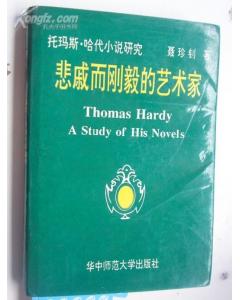 托玛斯·哈代小说研究
聂珍钊 著
悲戚而刚毅的艺术家
Thomas Hardy
A Study of His Novels
华中师范大学出版社